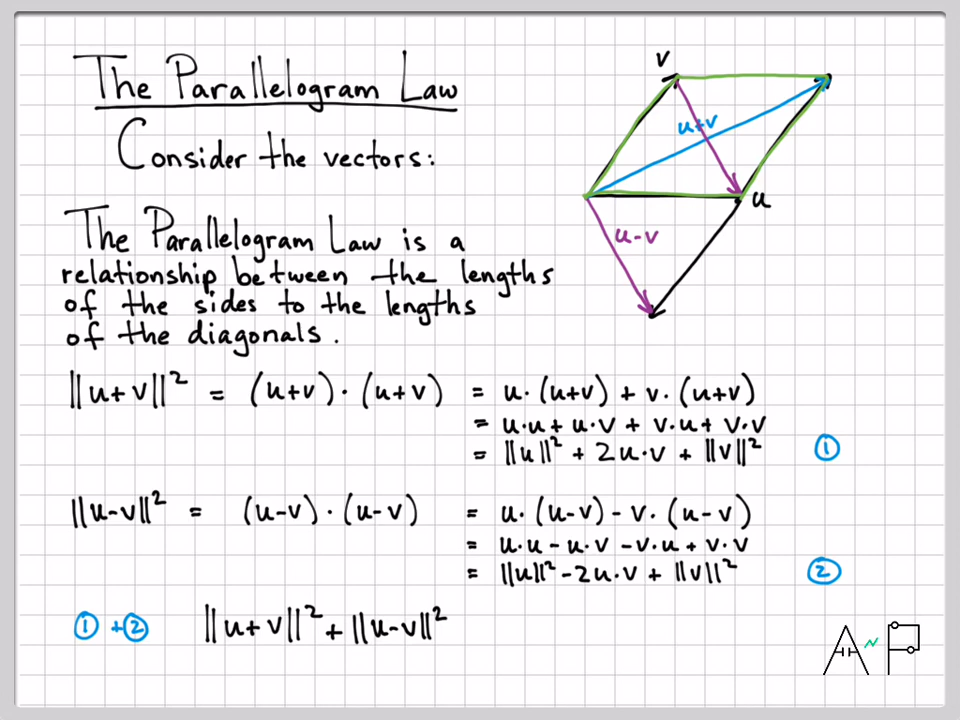 The Parallelogram Law
Consider the vectors:
v
u+v
u
u-v
The Parallelogram Law is a
relationship between the lengths
of the sides to the lengths
of the diagonals.
||u+v||² = (u+v)·(u+v) = u·(u+v) + v·(u+v)
= u·u + u·v + v·u + v·v
= ||u||² + 2u·v + ||v||² ①
||u-v||² = (u-v)·(u-v) = u·(u-v) - v·(u-v)
= u·u - u·v - v·u + v·v
= ||u||² - 2u·v + ||v||² ②
① + ② ||u+v||² + ||u-v||²
A~P